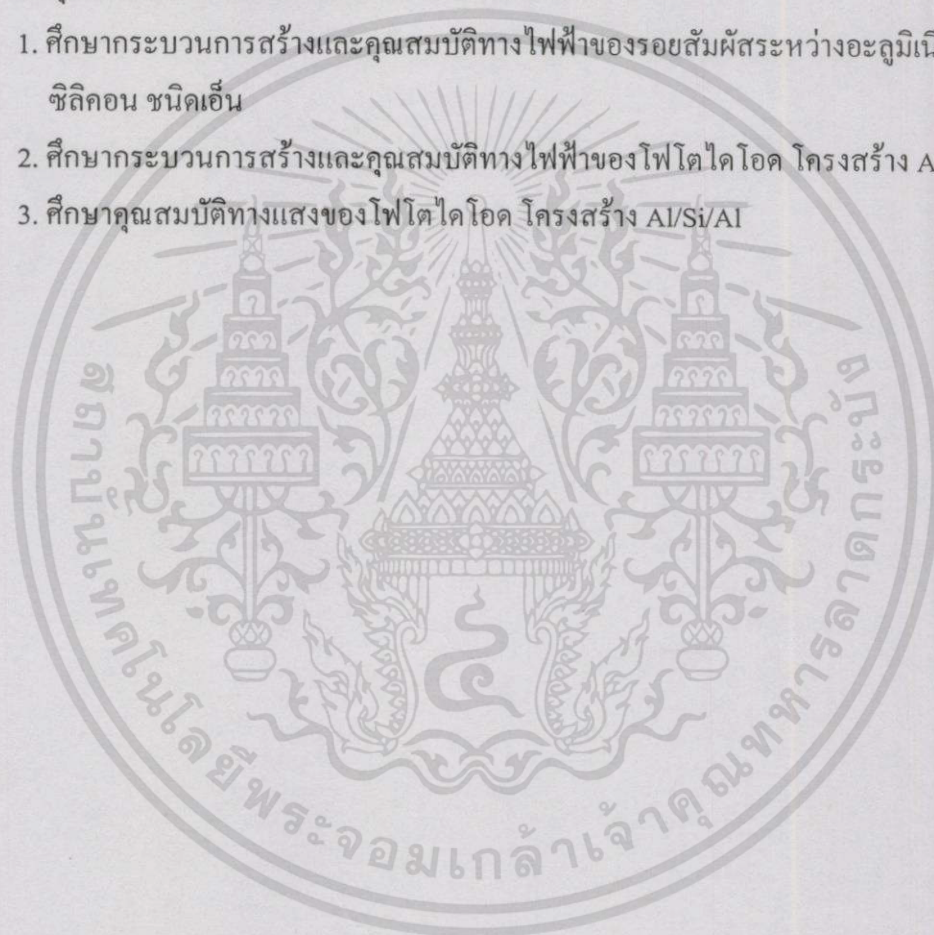 1. ศึกษากระบวนการสร้างและคุณสมบัติทางไฟฟ้าของรอยสัมผัสระหว่างอะลูมิเนี
ซิลิคอน ชนิดเอ็น
2. ศึกษากระบวนการสร้างและคุณสมบัติทางไฟฟ้าของโฟโตไดโอด โครงสร้าง A
3. ศึกษาคุณสมบัติทางแสงของโฟโตไดโอด โครงสร้าง Al/Si/Al
สถาบันเทคโนโลยีพระจอมเกล้าเจ้าคุณทหารลาดกระบัง